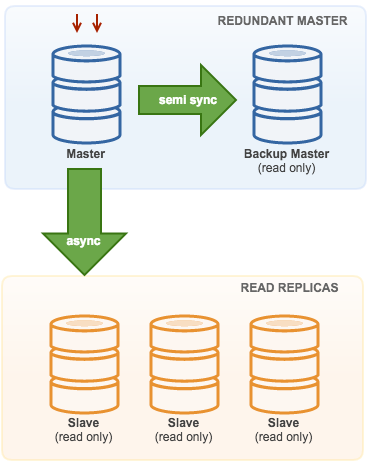 REDUNDANT MASTER
semi sync
Master
Backup Master
(read only)
async
READ REPLICAS
Slave
(read only)
Slave
(read only)
Slave
(read only)